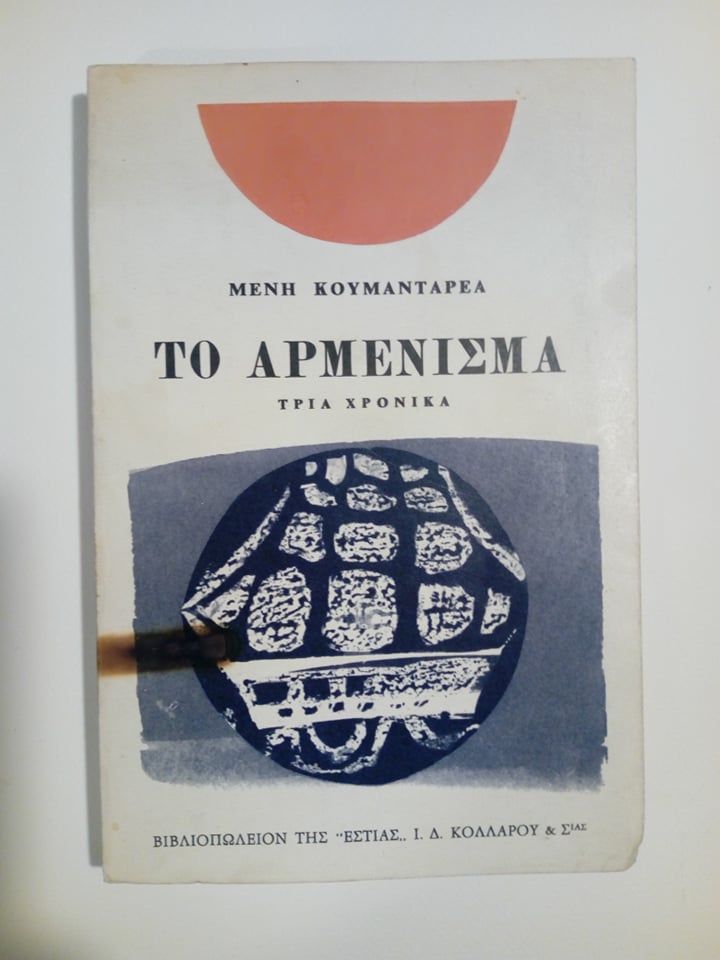 ΜΕΝΗ ΚΟΥΜΑΝΤΑΡΕΑ
ΤΟ ΑΡΜΕΝΙΣΜΑ
ΤΡΙΑ ΧΡΟΝΙΚΑ
ΒΙΒΛΙΟΠΩΛΕΙΟΝ ΤΗΣ "ΕΣΤΙΑΣ,, Ι. Δ. ΚΟΛΛΑΡΟΥ & ΣΙΑΣ